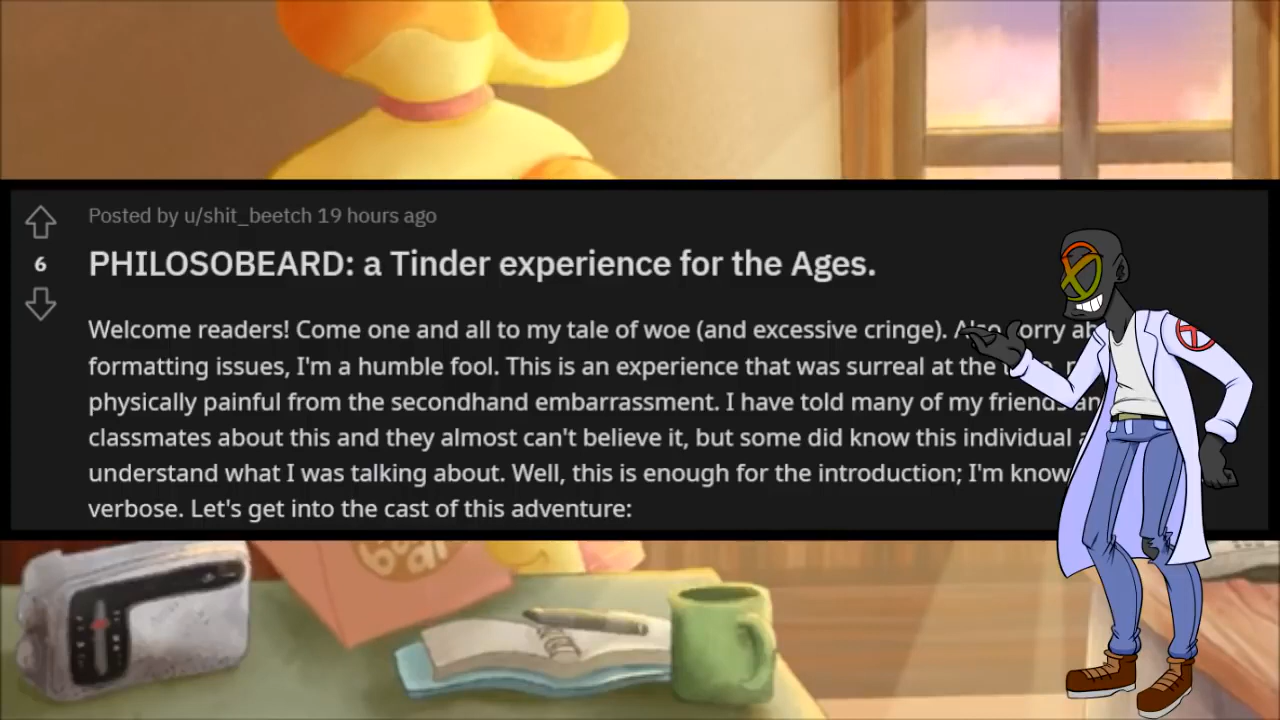 Posted by u/shit_beetch 19 hours ago
6
PHILOSOBEARD: a Tinder experience for the Ages.
Welcome readers! Come one and all to my tale of woe (and excessive cringe).
formatting issues, I'm a humble fool. This is an experience that was surreal at the
physically painful from the secondhand embarrassment. I have told many of my friends
classmates about this and they almost can't believe it, but some did know this individual
understand what I was talking about. Well, this is enough for the introduction; I'm know
verbose. Let's get into the cast of this adventure: